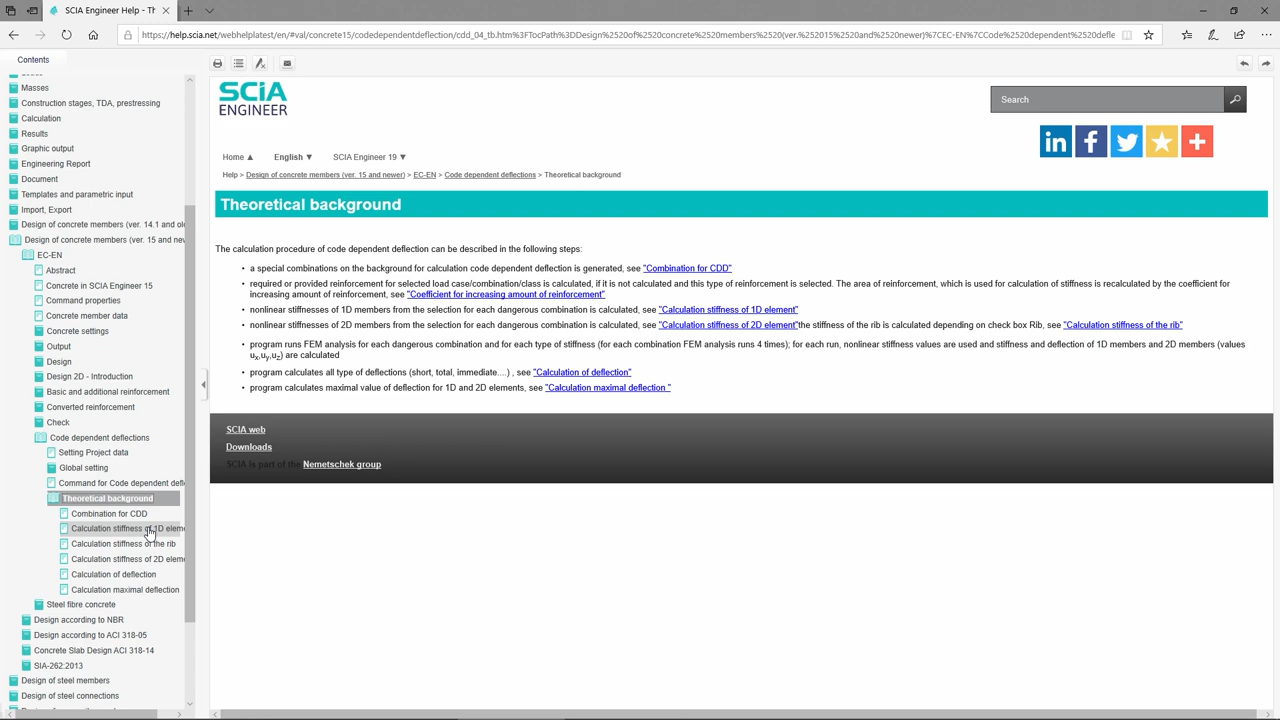 SCIA Engineer Help - Th
https://help.scia.net/webhelplatest/en/#val/concrete15/codedependentdeflection/cdd_04_tb.htm%3FTocPath%3DDesign%2520of%2520concrete%2520members%2520(ver.%252015%2520and%2520newer)%7CEC-EN%7CCode%2520dependent%2520defle
Contents
Masses
Construction stages, TDA, prestressing
Calculation
Results
Graphic output
Engineering Report
Document
Templates and parametric input
Import, Export
Design of concrete members (ver. 14.1 and old
Design of concrete members (ver. 15 and new
EC-EN
Abstract
Concrete in SCIA Engineer 15
Command properties
Concrete member data
Concrete settings
Output
Design
Design 2D - Introduction
Basic and additional reinforcement
Converted reinforcement
Check
Code dependent deflections
Setting Project data
Global setting
Command for Code dependent defle
Theoretical background
Combination for CDD
Calculation stiffness of 1D eleme
Calculation stiffness of the rib
Calculation stiffness of 2D eleme
Calculation of deflection
Calculation maximal deflection
Steel fibre concrete
Design according to NBR
Design according to ACI 318-05
Concrete Slab Design ACI 318-14
SIA-262:2013
Design of steel members
Design of steel connections
SCIA
ENGINEER
Search
Home ▲ English ▼ SCIA Engineer 19 ▼
Help > Design of concrete members (ver. 15 and newer) > EC-EN > Code dependent deflections > Theoretical background
Theoretical background
The calculation procedure of code dependent deflection can be described in the following steps:
• a special combinations on the background for calculation code dependent deflection is generated, see "Combination for CDD"
• required or provided reinforcement for selected load case/combination/class is calculated, if it is not calculated and this type of reinforcement is selected. The area of reinforcement, which is used for calculation of stiffness is recalculated by the coefficient for
increasing amount of reinforcement, see "Coefficient for increasing amount of reinforcement"
• nonlinear stiffnesses of 1D members from the selection for each dangerous combination is calculated, see "Calculation stiffness of 1D element"
• nonlinear stiffnesses of 2D members from the selection for each dangerous combination is calculated, see "Calculation stiffness of 2D element"the stiffness of the rib is calculated depending on check box Rib, see "Calculation stiffness of the rib"
• program runs FEM analysis for each dangerous combination and for each type of stiffness (for each combination FEM analysis runs 4 times); for each run, nonlinear stiffness values are used and stiffness and deflection of 1D members and 2D members (values
ux,uy,uz) are calculated
• program calculates all type of deflections (short, total, immediate....) , see "Calculation of deflection"
• program calculates maximal value of deflection for 1D and 2D elements, see "Calculation maximal deflection "
SCIA web
Downloads
SCIA is part of the Nemetschek group